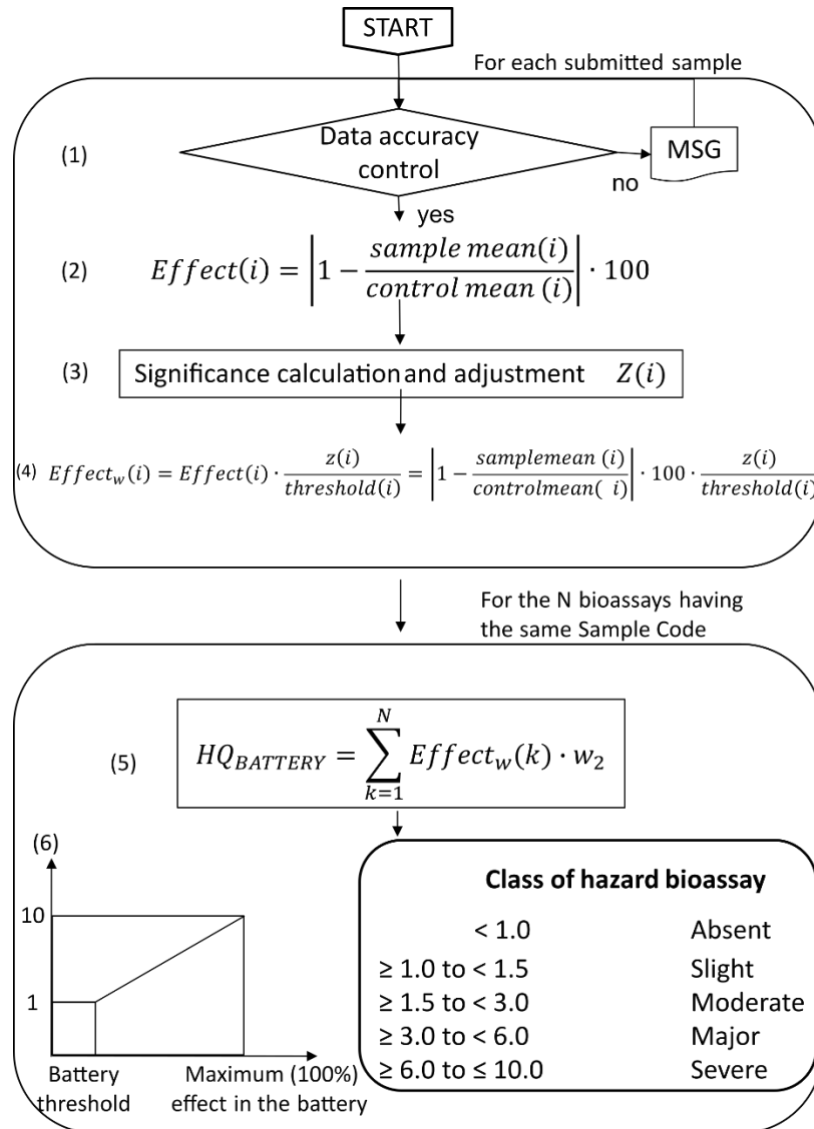 START
For each submitted sample
(1)
Data accuracy
control
MSG
no
yes
(2) Effect(i) = |1 − sample mean(i) / control mean (i)| · 100
(3) Significance calculation and adjustment Z(i)
(4) Effect_w(i) = Effect(i) · z(i) / threshold(i) = |1 − samplemean (i) / controlmean( i)| · 100 · z(i) / threshold(i)
For the N bioassays having
the same Sample Code
(5) HQ_BATTERY = ∑_{k=1}^{N} Effect_w(k) · w_2
(6)
10
1
Battery
threshold
Maximum (100%)
effect in the battery
Class of hazard bioassay
< 1.0 Absent
≥ 1.0 to < 1.5 Slight
≥ 1.5 to < 3.0 Moderate
≥ 3.0 to < 6.0 Major
≥ 6.0 to ≤ 10.0 Severe